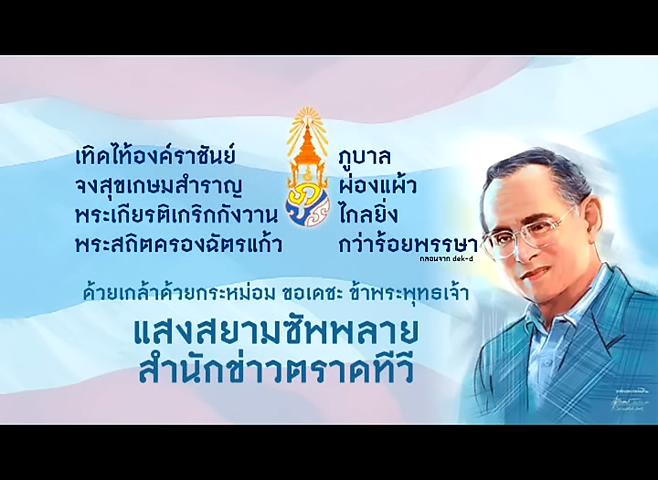 เทิดไท้องค์ราชันย์ ภูบาล
จงสุขเกษมสำราญ ผ่องแผ้ว
พระเกียรติเกริกกังวาน ไกลยิ่ง
พระสถิตครองฉัตรแก้ว กว่าร้อยพรรษา
กลอนจาก dek-d
ด้วยเกล้าด้วยกระหม่อม ขอเดชะ ข้าพระพุทธเจ้า
แสงสยามซัพพลาย
สำนักข่าวตราดทีวี